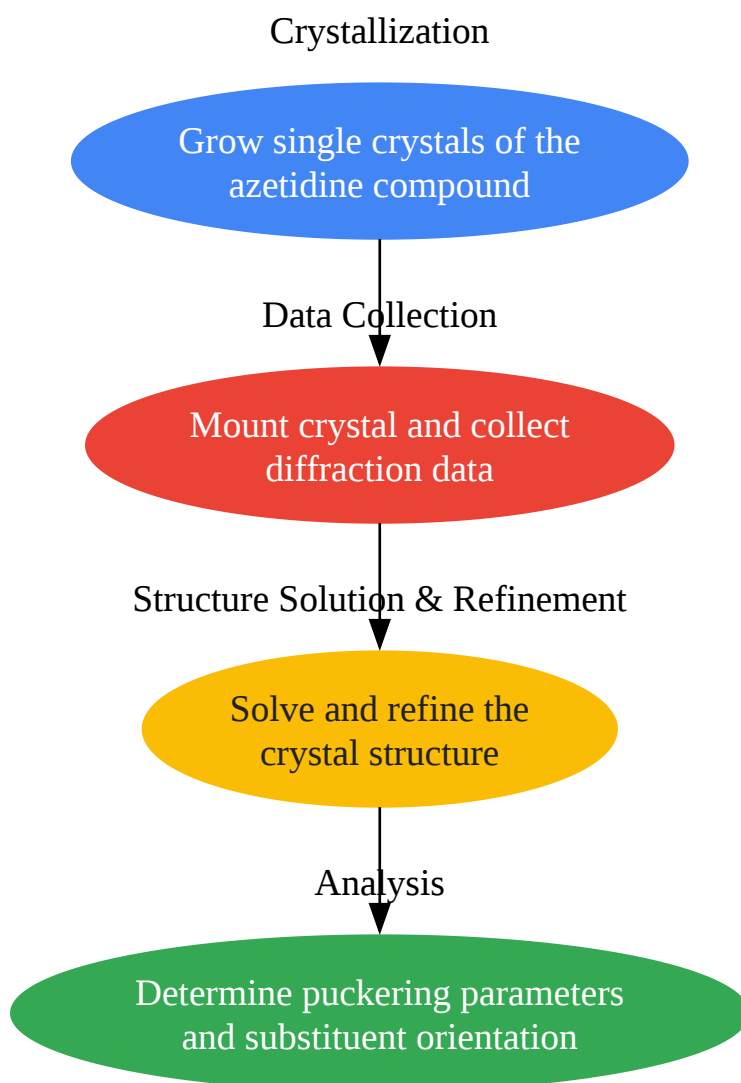 Crystallization
Grow single crystals of the
azetidine compound
Data Collection
Mount crystal and collect
diffraction data
Structure Solution & Refinement
Solve and refine the
crystal structure
Analysis
Determine puckering parameters
and substituent orientation